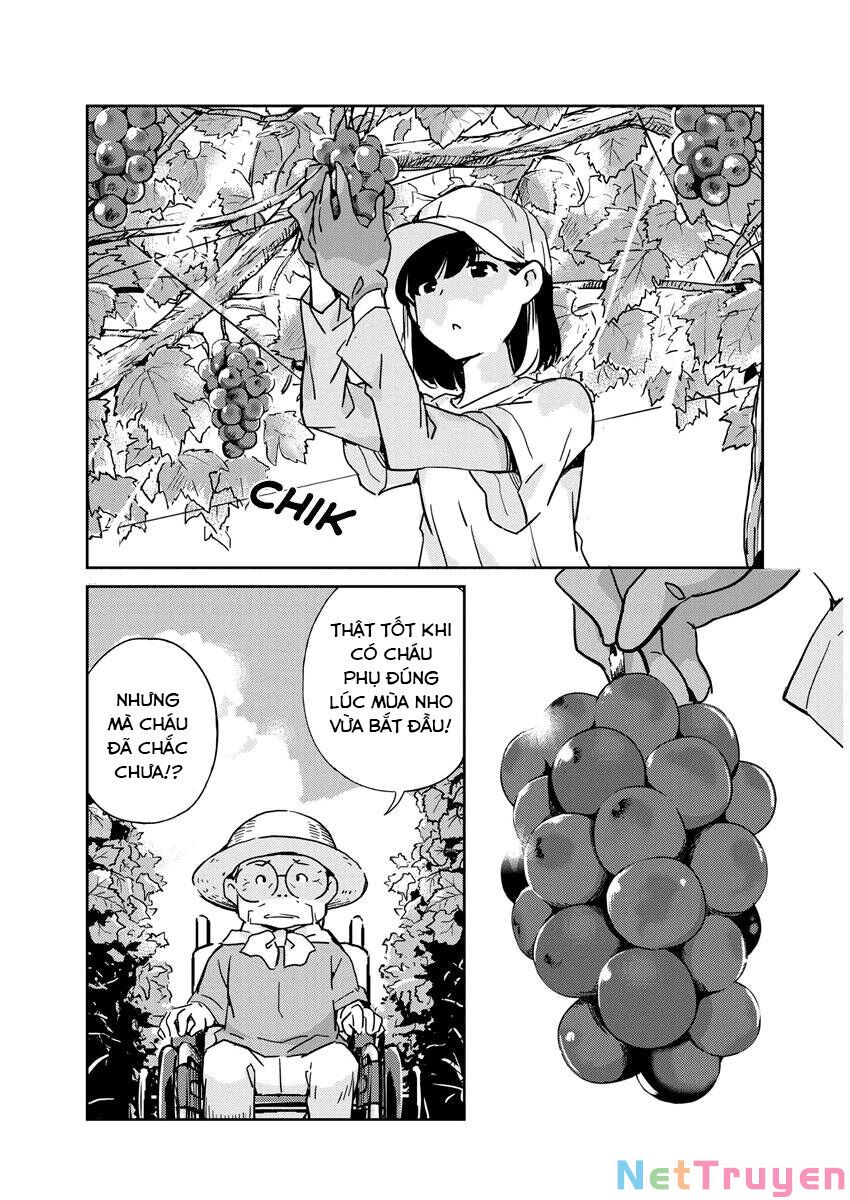 CHIK
THẬT TỐT KHI
CÓ CHÁU
PHỤ ĐÚNG
LÚC MÙA NHO
VỪA BẮT ĐẦU!
NHƯNG
MÀ CHÁU
ĐÃ CHẮC
CHƯA!?
NetTruyen